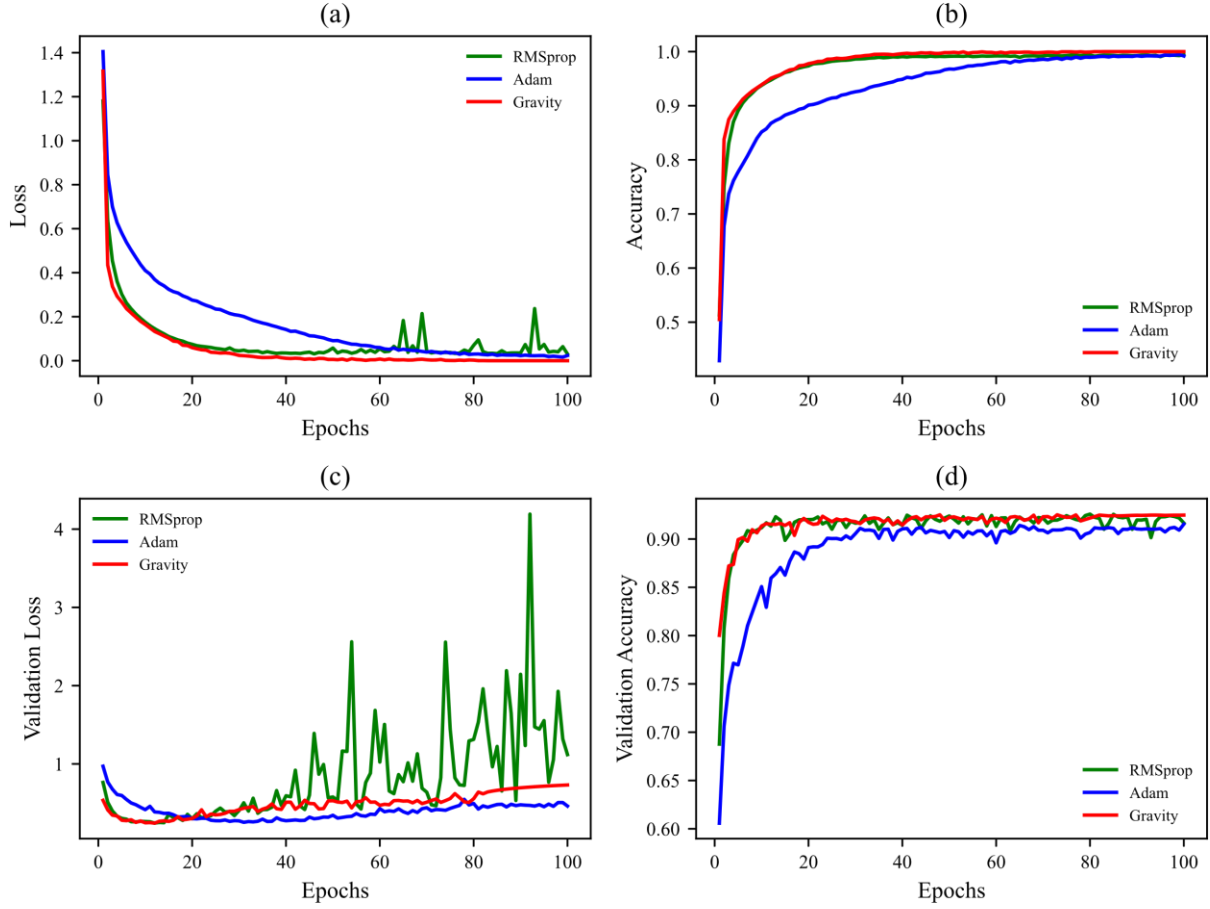 (a)
1.4
1.2
1.0
0.8
0.6
0.4
0.2
0.0
Loss
RMSprop
Adam
Gravity
0 20 40 60 80 100
Epochs
(b)
1.0
0.9
0.8
0.7
0.6
0.5
Accuracy
RMSprop
Adam
Gravity
0 20 40 60 80 100
Epochs
(c)
4
3
2
1
Validation Loss
RMSprop
Adam
Gravity
0 20 40 60 80 100
Epochs
(d)
0.90
0.85
0.80
0.75
0.70
0.65
0.60
Validation Accuracy
RMSprop
Adam
Gravity
0 20 40 60 80 100
Epochs